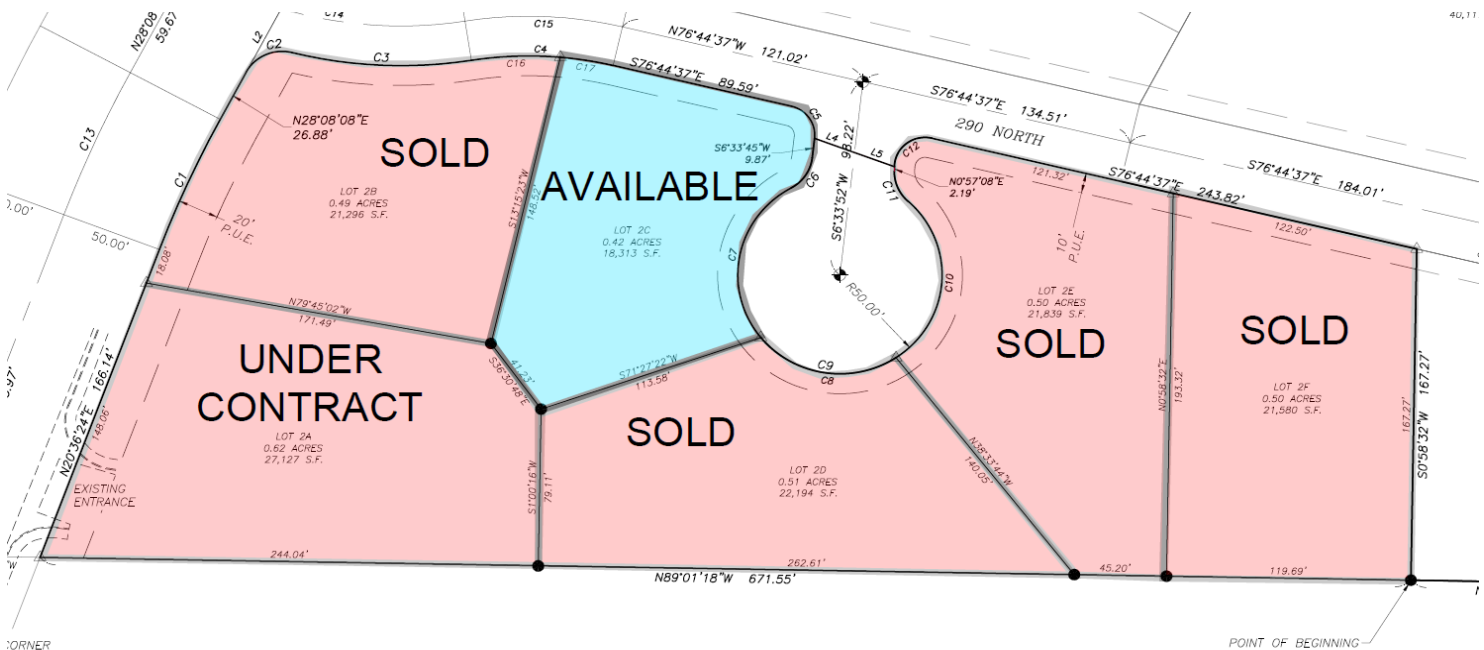 C14
C15
N28°08
59.67
L2
C2
C3
C4
C16
C17
N76°44'37"W 121.02'
S76°44'37"E 89.59'
C5
L4
L5
C12
S76°44'37"E 134.51'
290 NORTH
S76°44'37"E 184.01'
S76°44'37"E 243.82'
C13
N28°08'08"E
26.88'
SOLD
LOT 2B
0.49 ACRES
21,296 S.F.
C1
20'
P.U.E.
50.00'
18.08'
S13°15'23"W
148.52'
AVAILABLE
LOT 2C
0.42 ACRES
18,313 S.F.
S6°33'45"W
9.87'
C6
C7
S6°33'52"W 98.22'
R50.00'
N0°57'08"E
2.19'
C11
C10
121.32'
10'
P.U.E.
LOT 2E
0.50 ACRES
21,839 S.F.
SOLD
122.50'
SOLD
LOT 2F
0.50 ACRES
21,580 S.F.
N0°58'32"E
193.32'
167.27'
S0°58'32"W 167.27'
N79°45'02"W
171.49'
UNDER
CONTRACT
LOT 2A
0.62 ACRES
27,127 S.F.
N20°36'24"E 166.14'
148.06'
EXISTING
ENTRANCE
41.23'
S36°30'48"E
S71°27'22"W
113.58'
C9
C8
SOLD
LOT 2D
0.51 ACRES
22,194 S.F.
S1°00'16"W
79.11'
N38°33'44"W
140.05'
244.04'
262.61'
45.20'
119.69'
N89°01'18"W 671.55'
POINT OF BEGINNING
CORNER